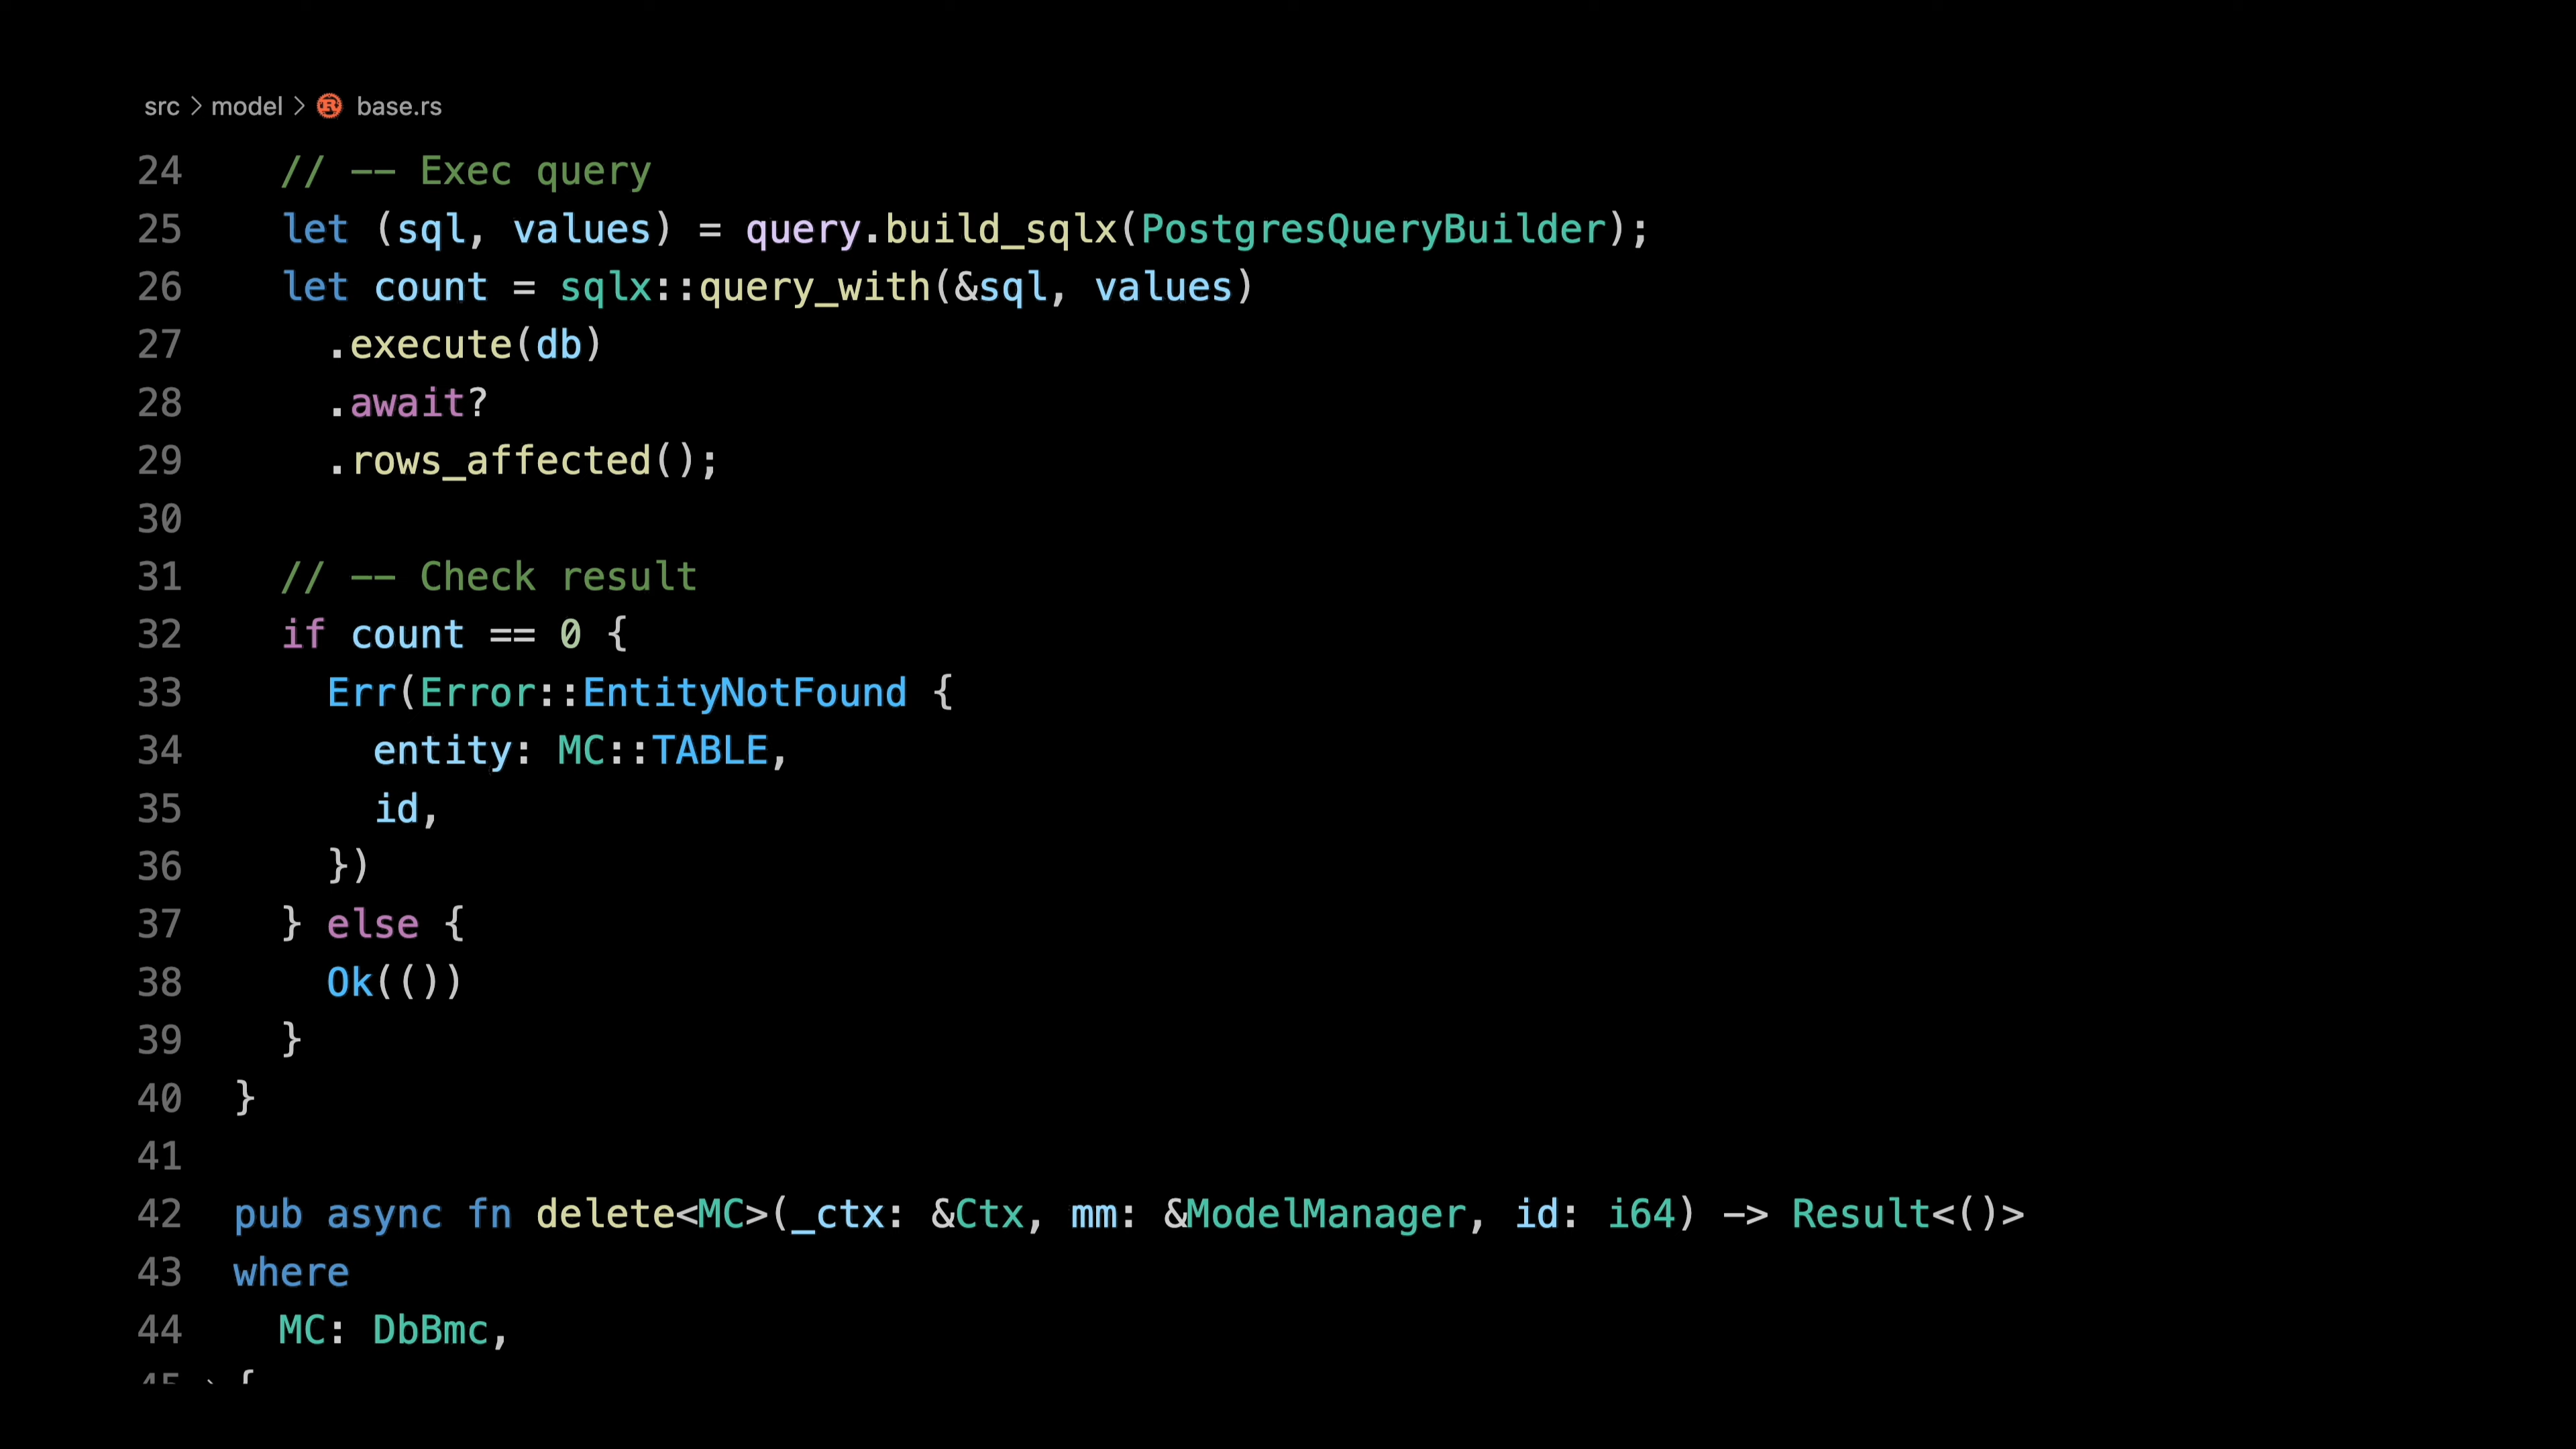 src > model > base.rs
24 // -- Exec query
25 let (sql, values) = query.build_sqlx(PostgresQueryBuilder);
26 let count = sqlx::query_with(&sql, values)
27 .execute(db)
28 .await?
29 .rows_affected();
30
31 // -- Check result
32 if count == 0 {
33 Err(Error::EntityNotFound {
34 entity: MC::TABLE,
35 id,
36 })
37 } else {
38 Ok(())
39 }
40 }
41
42 pub async fn delete<MC>(_ctx: &Ctx, mm: &ModelManager, id: i64) -> Result<()>
43 where
44 MC: DbBmc,
45 {